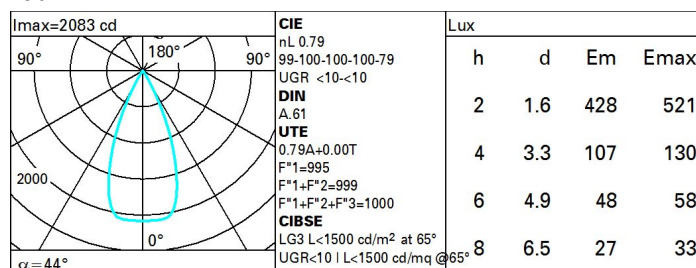 Imax=2083 cd
90° 180° 90°
2000
0°
α=44°
CIE
nL 0.79
99-100-100-100-79
UGR <10-<10
DIN
A.61
UTE
0.79A+0.00T
F"1=995
F"1+F"2=999
F"1+F"2+F"3=1000
CIBSE
LG3 L<1500 cd/m² at 65°
UGR<10 | L<1500 cd/mq @65°
Lux
h d Em Emax
2 1.6 428 521
4 3.3 107 130
6 4.9 48 58
8 6.5 27 33